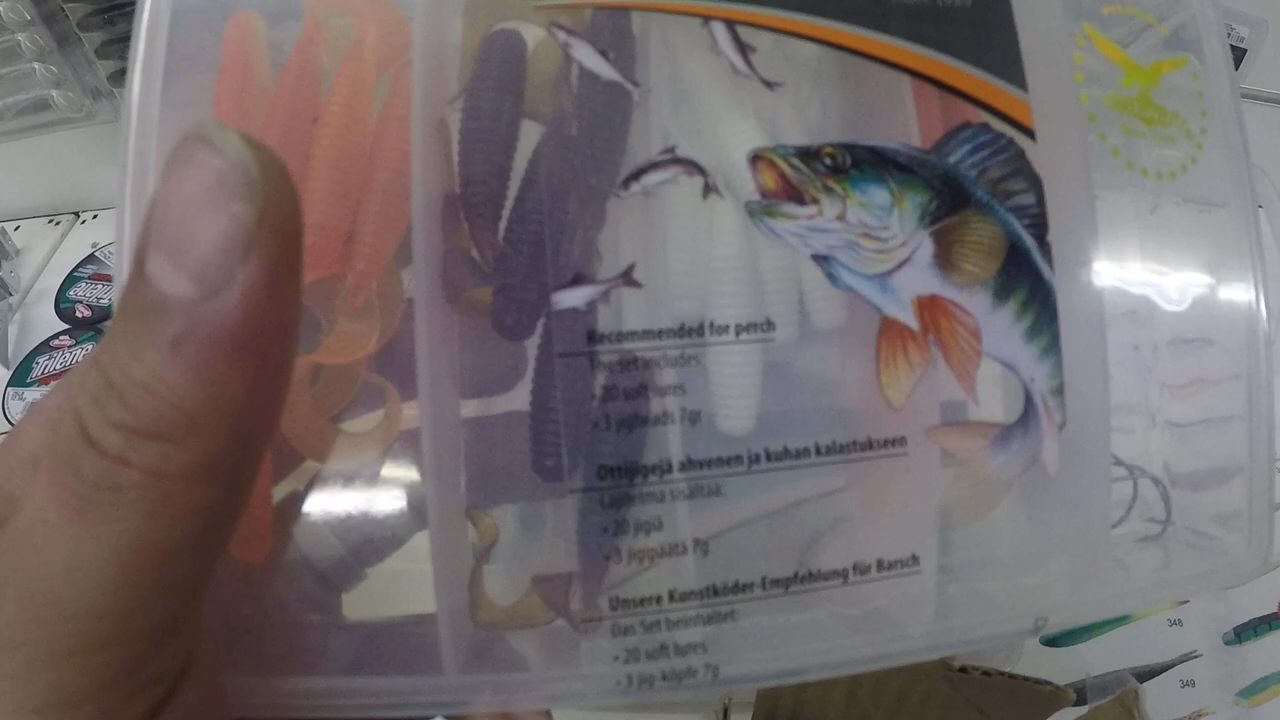 Recommended for perch
The set includes:
• 20 soft lures
• 3 jigheads 7gr
Ottijigejä ahvenen ja kuhan kalastukseen
Lajitelma sisältää:
• 20 jigiä
• 3 jigipäätä 7g
Unsere Kunstköder-Empfehlung für Barsch
Das Set beinhaltet:
• 20 soft lures
• 3 jig-köpfe 7g
Trilene
348
349